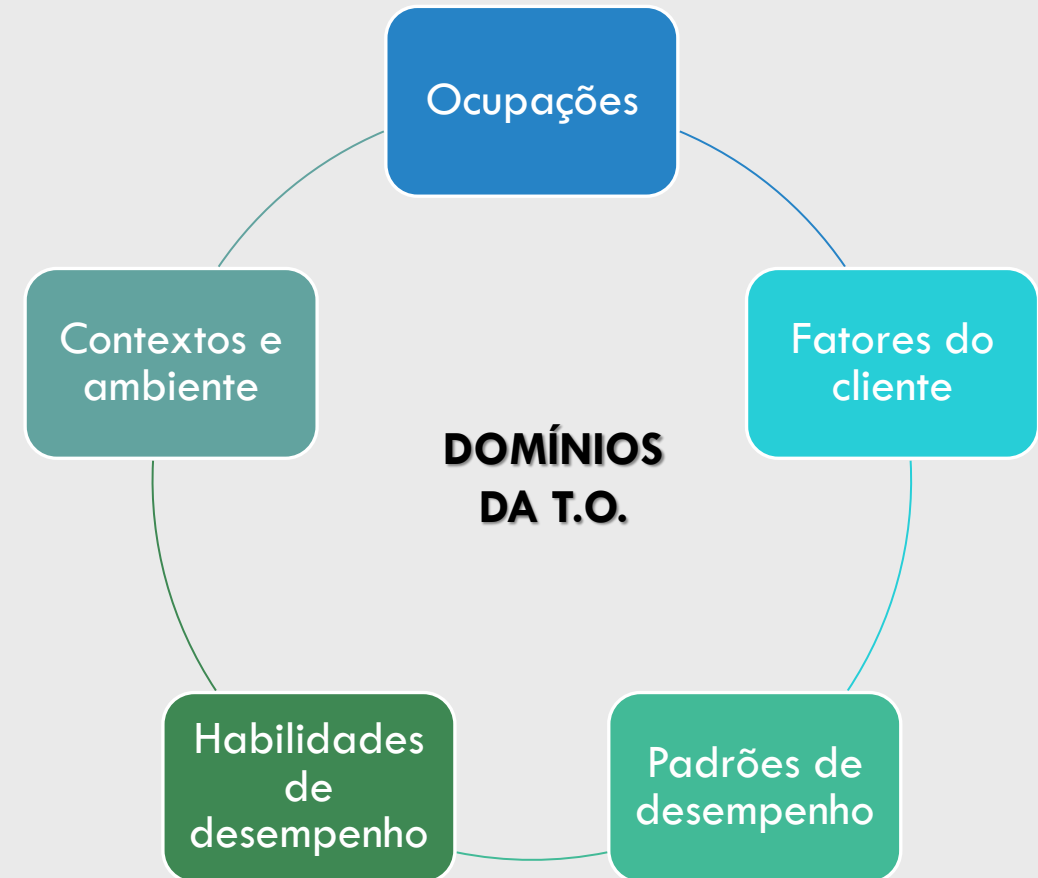 Ocupações
Contextos e
ambiente
Fatores do
cliente
DOMÍNIOS
DA T.O.
Habilidades
de
desempenho
Padrões de
desempenho